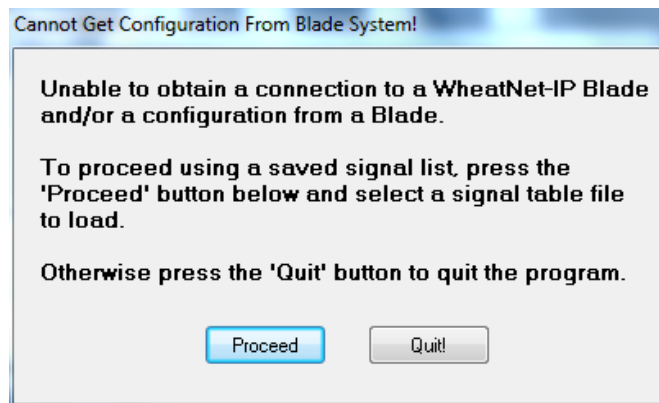 Cannot Get Configuration From Blade System!
Unable to obtain a connection to a WheatNet-IP Blade
and/or a configuration from a Blade.
To proceed using a saved signal list, press the
'Proceed' button below and select a signal table file
to load.
Otherwise press the 'Quit' button to quit the program.
Proceed
Quit!